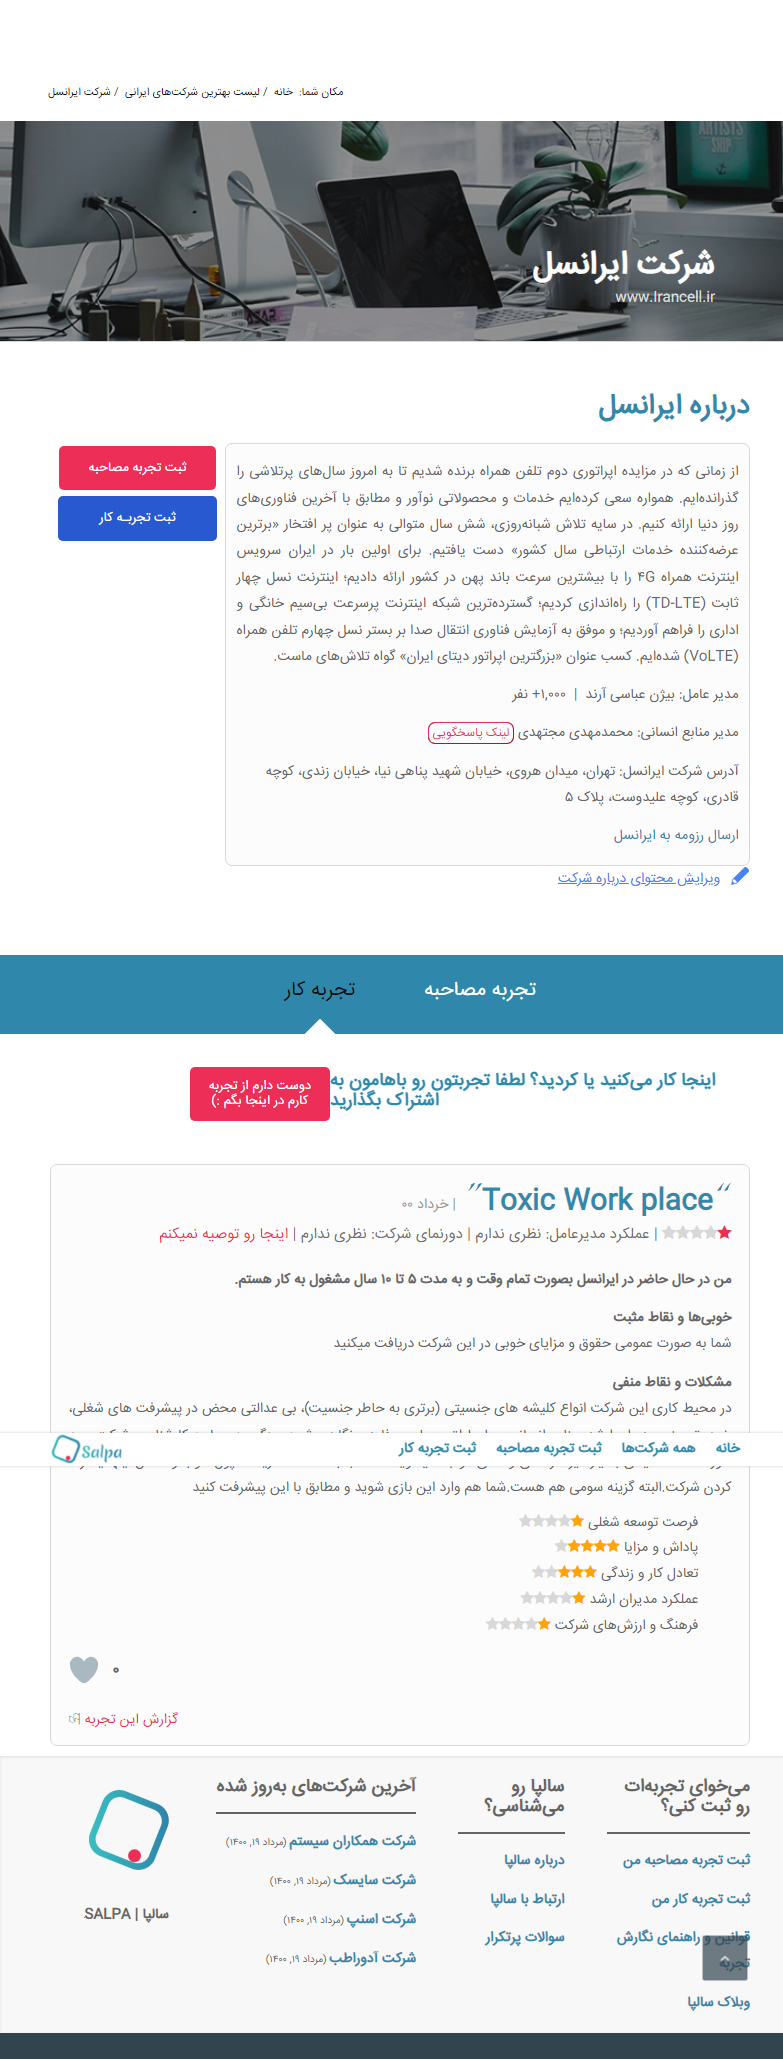 مکان شما: خانه / لیست بهترین شرکت‌های ایرانی / شرکت ایرانسل
ARTISTS
SHIP
شرکت ایرانسل
www.Irancell.ir
درباره ایرانسل
ثبت تجربه مصاحبه
ثبت تجربـه کار
از زمانی که در مزایده اپراتوری دوم تلفن همراه برنده شدیم تا به امروز سال‌های پرتلاشی را
گذرانده‌ایم. همواره سعی کرده‌ایم خدمات و محصولاتی نوآور و مطابق با آخرین فناوری‌های
روز دنیا ارائه کنیم. در سایه تلاش شبانه‌روزی، شش سال متوالی به عنوان پر افتخار «برترین
عرضه‌کننده خدمات ارتباطی سال کشور» دست یافتیم. برای اولین بار در ایران سرویس
اینترنت همراه ۴G را با بیشترین سرعت باند پهن در کشور ارائه دادیم؛ اینترنت نسل چهار
ثابت (TD-LTE) را راه‌اندازی کردیم؛ گسترده‌ترین شبکه اینترنت پرسرعت بی‌سیم خانگی و
اداری را فراهم آوردیم؛ و موفق به آزمایش فناوری انتقال صدا بر بستر نسل چهارم تلفن همراه
(VoLTE) شده‌ایم. کسب عنوان «بزرگترین اپراتور دیتای ایران» گواه تلاش‌های ماست.
مدیر عامل: بیژن عباسی آرند | ۱,۰۰۰+ نفر
مدیر منابع انسانی: محمدمهدی مجتهدی لینک پاسخگویی
آدرس شرکت ایرانسل: تهران، میدان هروی، خیابان شهید پناهی نیا، خیابان زندی، کوچه
قادری، کوچه علیدوست، پلاک ۵
ارسال رزومه به ایرانسل
ویرایش محتوای درباره شرکت
تجربه مصاحبه
تجربه کار
اینجا کار می‌کنید یا کردید؟ لطفا تجربتون رو باهامون به
اشتراک بگذارید
دوست دارم از تجربه
کارم در اینجا بگم :)
“Toxic Work place” | خرداد ۰۰
| عملکرد مدیرعامل: نظری ندارم | دورنمای شرکت: نظری ندارم | اینجا رو توصیه نمیکنم
من در حال حاضر در ایرانسل بصورت تمام وقت و به مدت ۵ تا ۱۰ سال مشغول به کار هستم.
خوبی‌ها و نقاط مثبت
شما به صورت عمومی حقوق و مزایای خوبی در این شرکت دریافت میکنید
مشکلات و نقاط منفی
در محیط کاری این شرکت انواع کلیشه های جنسیتی (برتری به خاطر جنسیت)، بی عدالتی محض در پیشرفت های شغلی،
خانه
همه شرکت‌ها
ثبت تجربه مصاحبه
ثبت تجربه کار
Salpa
کردن شرکت.البته گزینه سومی هم هست.شما هم وارد این بازی شوید و مطابق با این پیشرفت کنید
فرصت توسعه شغلی
پاداش و مزایا
تعادل کار و زندگی
عملکرد مدیران ارشد
فرهنگ و ارزش‌های شرکت
۰
گزارش این تجربه
می‌خوای تجربه‌ات
رو ثبت کنی؟
ثبت تجربه مصاحبه من
ثبت تجربه کار من
قوانین و راهنمای نگارش
تجربه
وبلاگ سالپا
سالپا رو
می‌شناسی؟
درباره سالپا
ارتباط با سالپا
سوالات پرتکرار
آخرین شرکت‌های به‌روز شده
شرکت همکاران سیستم (مرداد ۱۹, ۱۴۰۰)
شرکت سایسک (مرداد ۱۹, ۱۴۰۰)
شرکت اسنپ (مرداد ۱۹, ۱۴۰۰)
شرکت آدوراطب (مرداد ۱۹, ۱۴۰۰)
سالپا | SALPA